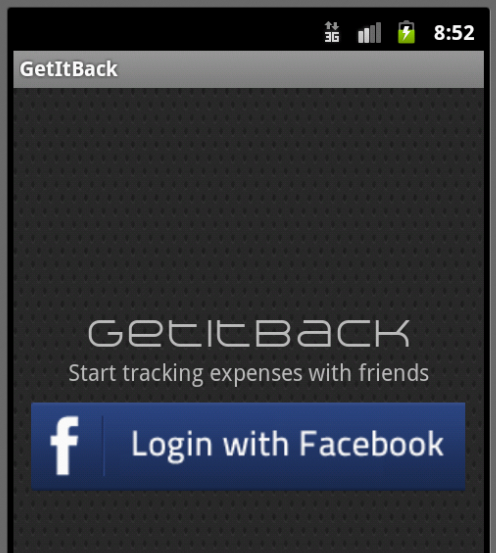 3G 8:52
GetItBack
GetItBack
Start tracking expenses with friends
f Login with Facebook